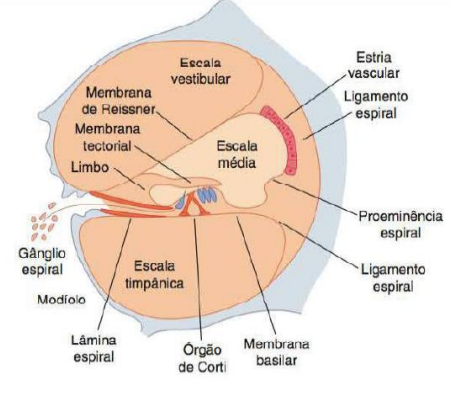 Escala
vestibular
Estria
vascular
Membrana
de Reissner
Ligamento
espiral
Membrana
tectorial
Escala
média
Limbo
Proeminência
espiral
Gânglio
espiral
Escala
timpânica
Ligamento
espiral
Modíolo
Lâmina
espiral
Órgão
de Corti
Membrana
basilar